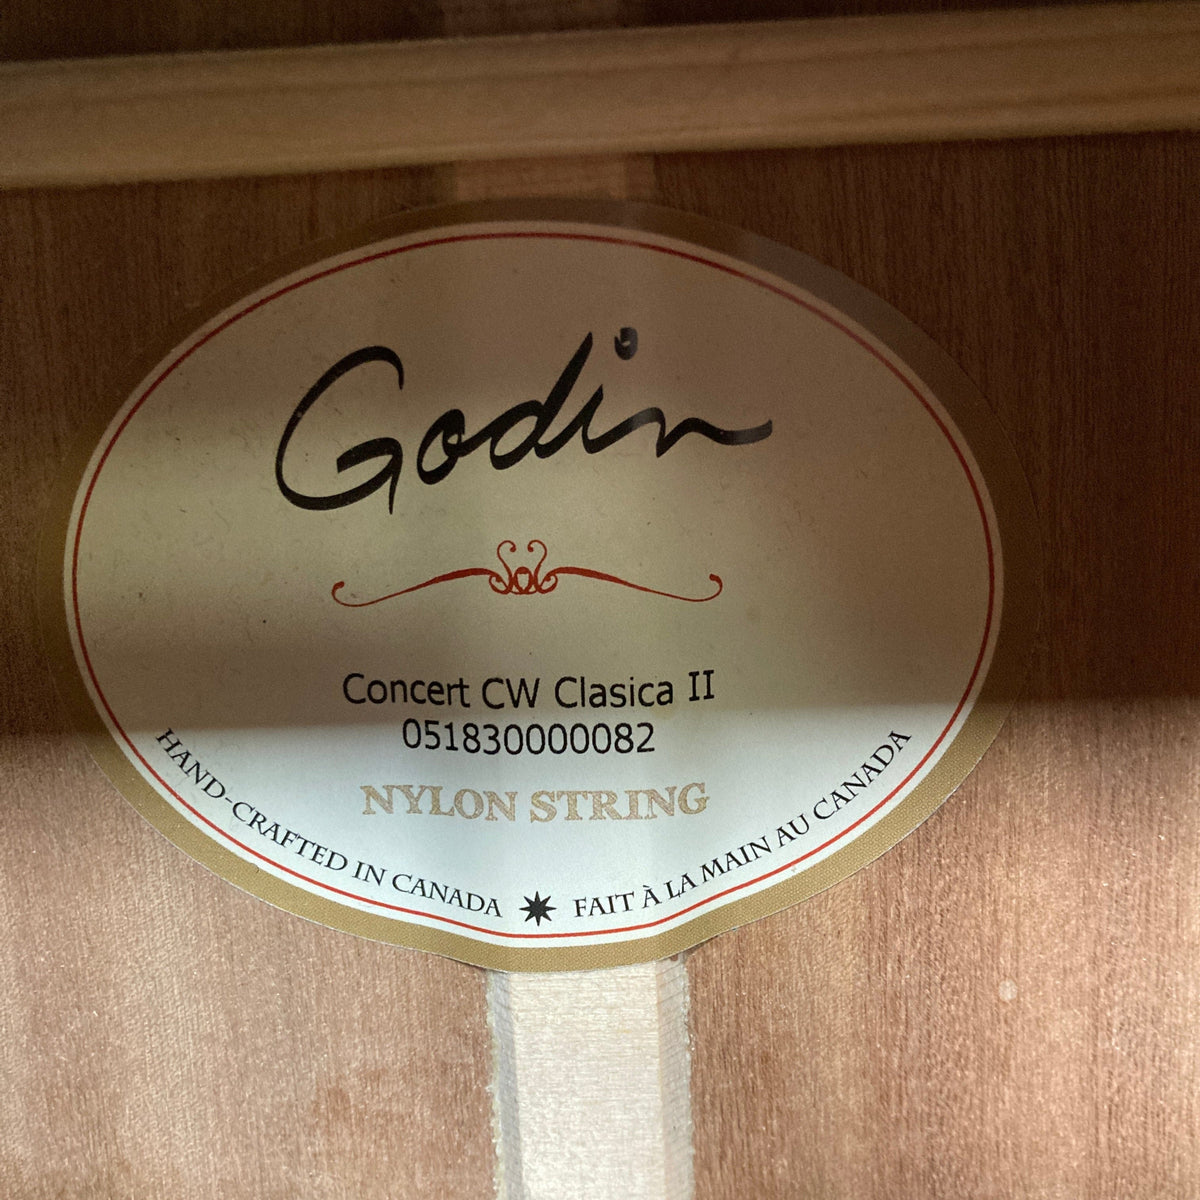 Godin
Concert CW Clasica II
051830000082
NYLON STRING
HAND-CRAFTED IN CANADA
FAIT À LA MAIN AU CANADA